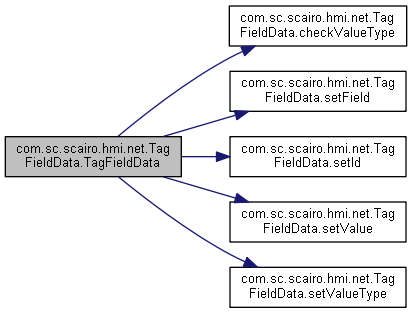 com.sc.scairo.hmi.net.Tag
FieldData.checkValueType
com.sc.scairo.hmi.net.Tag
FieldData.setField
com.sc.scairo.hmi.net.Tag
FieldData.TagFieldData
com.sc.scairo.hmi.net.Tag
FieldData.setId
com.sc.scairo.hmi.net.Tag
FieldData.setValue
com.sc.scairo.hmi.net.Tag
FieldData.setValueType